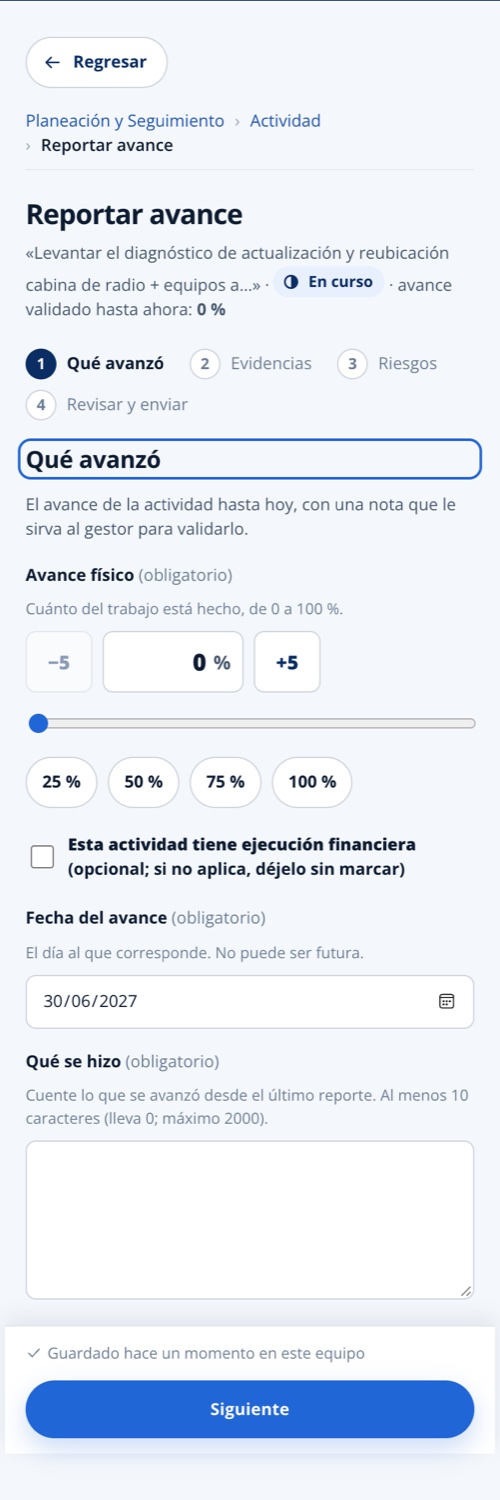 ← Regresar
Planeación y Seguimiento › Actividad
› Reportar avance
Reportar avance
«Levantar el diagnóstico de actualización y reubicación
cabina de radio + equipos a...» · En curso · avance
validado hasta ahora: 0 %
1 Qué avanzó 2 Evidencias 3 Riesgos
4 Revisar y enviar
Qué avanzó
El avance de la actividad hasta hoy, con una nota que le
sirva al gestor para validarlo.
Avance físico (obligatorio)
Cuánto del trabajo está hecho, de 0 a 100 %.
−5 0 % +5
25 % 50 % 75 % 100 %
Esta actividad tiene ejecución financiera
(opcional; si no aplica, déjelo sin marcar)
Fecha del avance (obligatorio)
El día al que corresponde. No puede ser futura.
30/06/2027
Qué se hizo (obligatorio)
Cuente lo que se avanzó desde el último reporte. Al menos 10
caracteres (lleva 0; máximo 2000).
✓ Guardado hace un momento en este equipo
Siguiente